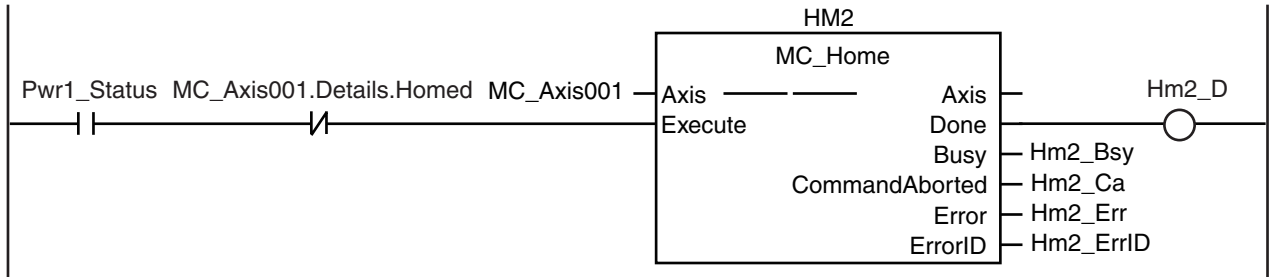 HM2
MC_Home
Pwr1_Status MC_Axis001.Details.Homed MC_Axis001 Axis Axis Hm2_D
Execute Done
Busy Hm2_Bsy
CommandAborted Hm2_Ca
Error Hm2_Err
ErrorID Hm2_ErrID